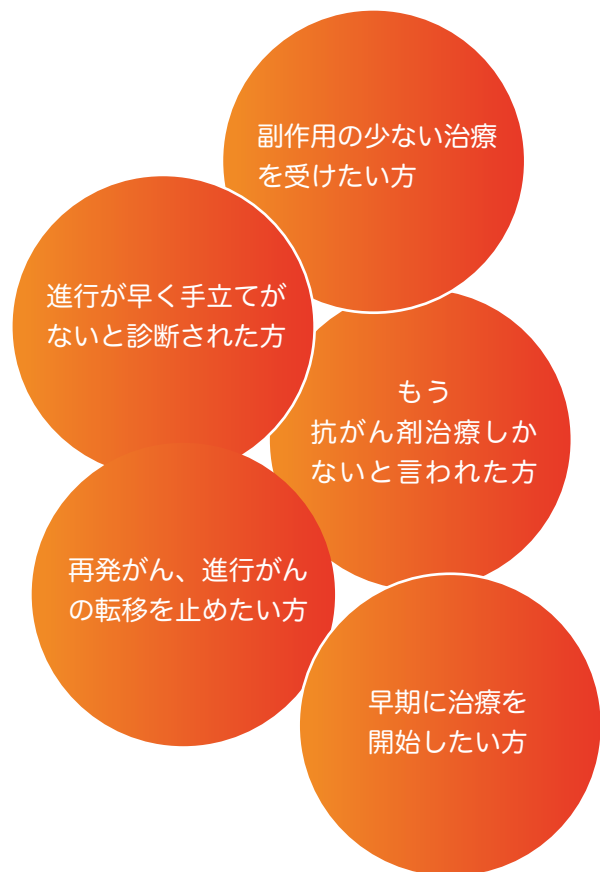 副作用の少ない治療
を受けたい方
進行が早く手立てが
ないと診断された方
もう
抗がん剤治療しか
ないと言われた方
再発がん、進行がん
の転移を止めたい方
早期に治療を
開始したい方